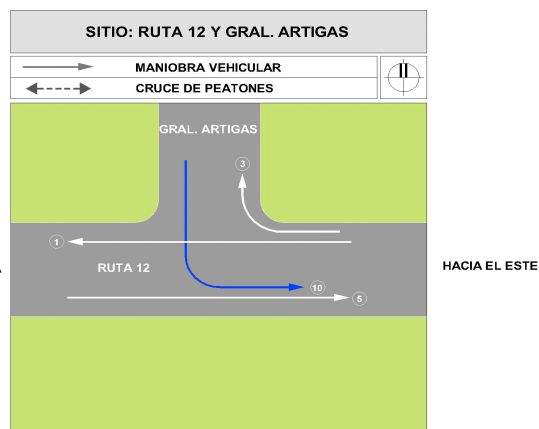 SITIO: RUTA 12 Y GRAL. ARTIGAS
MANIOBRA VEHICULAR
CRUCE DE PEATONES
GRAL. ARTIGAS
3
1
RUTA 12
HACIA EL ESTE
10
5